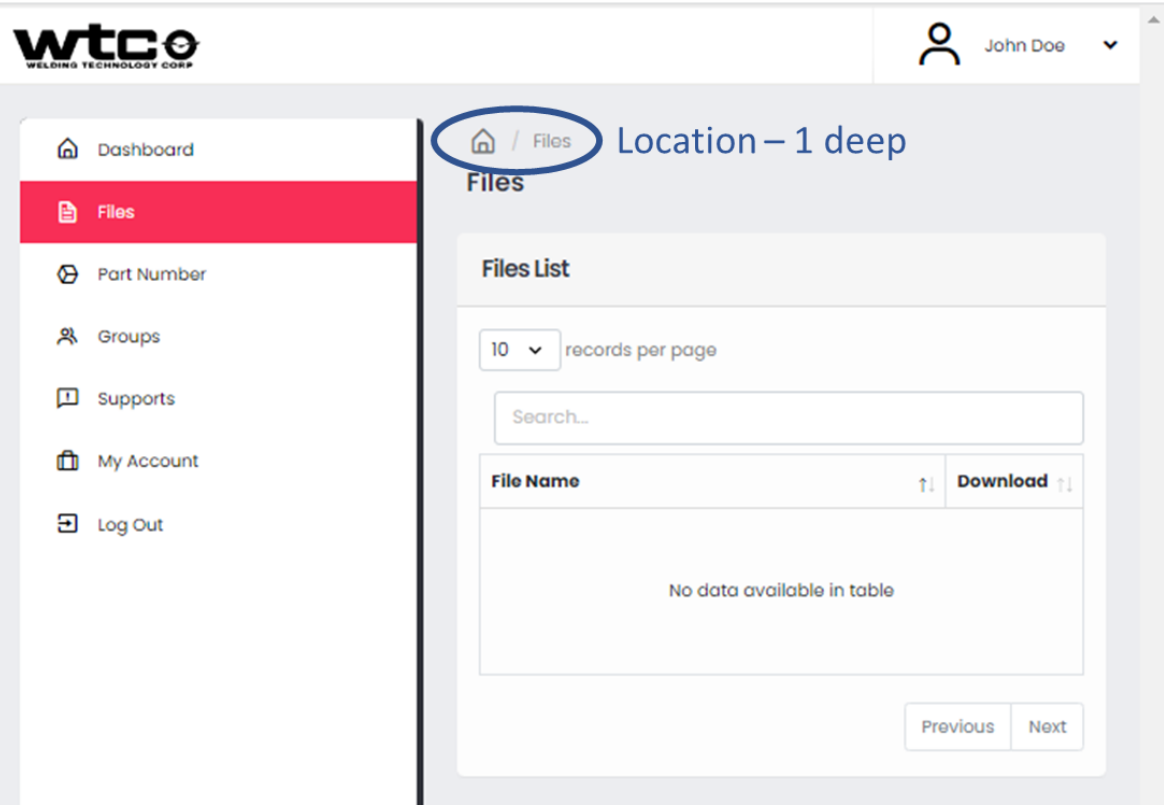 wtco
WELDING TECHNOLOGY CORP
John Doe
Dashboard
Files
Part Number
Groups
Supports
My Account
Log Out
/ Files
Location – 1 deep
Files
Files List
10 records per page
Search...
File Name Download
No data available in table
Previous Next